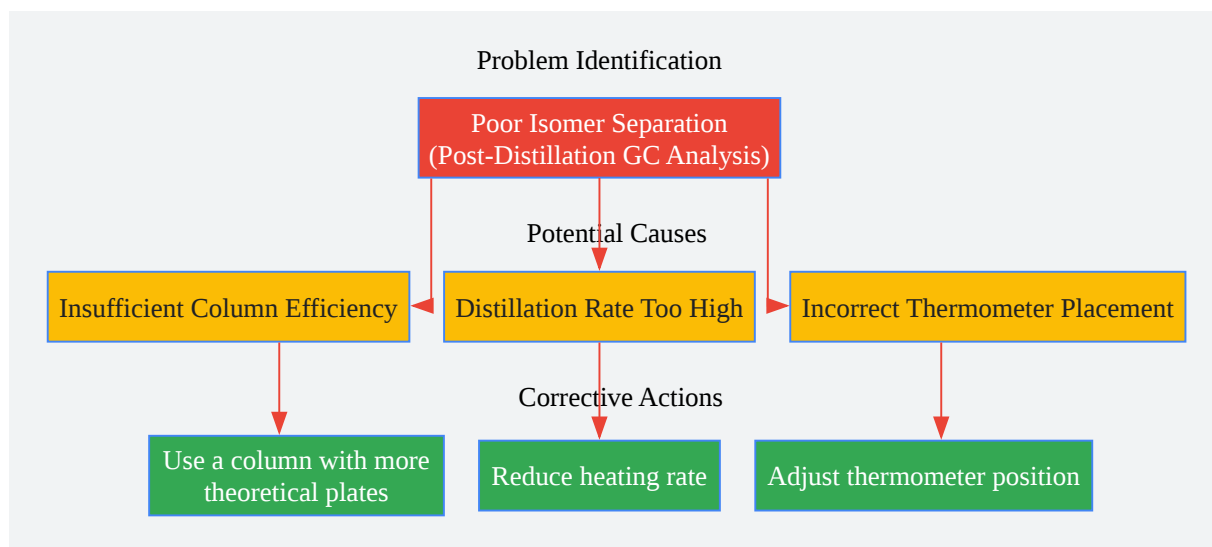 Problem Identification
Poor Isomer Separation
(Post-Distillation GC Analysis)
Potential Causes
Insufficient Column Efficiency
Distillation Rate Too High
Incorrect Thermometer Placement
Corrective Actions
Use a column with more
theoretical plates
Reduce heating rate
Adjust thermometer position